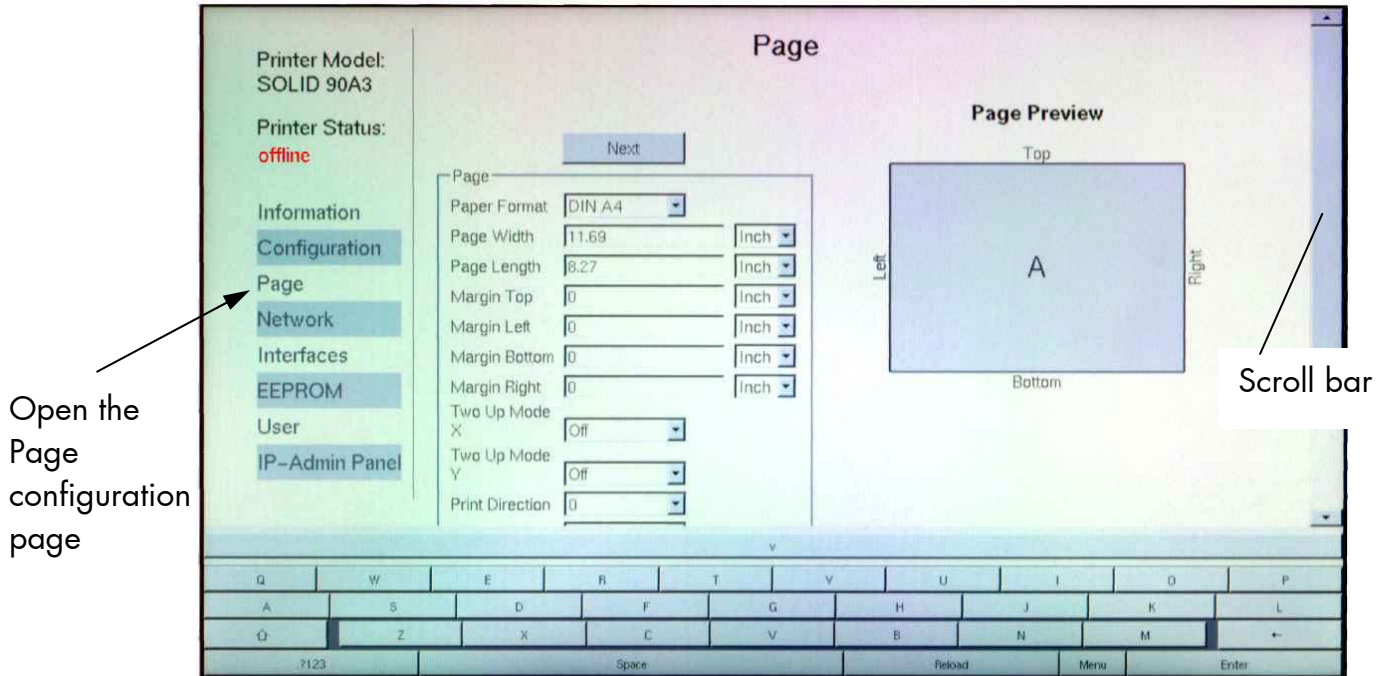 Page
Printer Model:
SOLID 90A3
Printer Status:
offline
Information
Configuration
Page
Network
Interfaces
EEPROM
User
IP-Admin Panel
Open the
Page
configuration
page
Next
Page
Paper Format DIN A4
Page Width 11.69 Inch
Page Length 8.27 Inch
Margin Top 0 Inch
Margin Left 0 Inch
Margin Bottom 0 Inch
Margin Right 0 Inch
Two Up Mode
X Off
Two Up Mode
Y Off
Print Direction 0
Page Preview
Top
Left
A
Right
Bottom
Scroll bar
v
Q W E R T Y U I O P
A S D F G H J K L
Z X C V B N M ←
?123 Space Reload Menu Enter